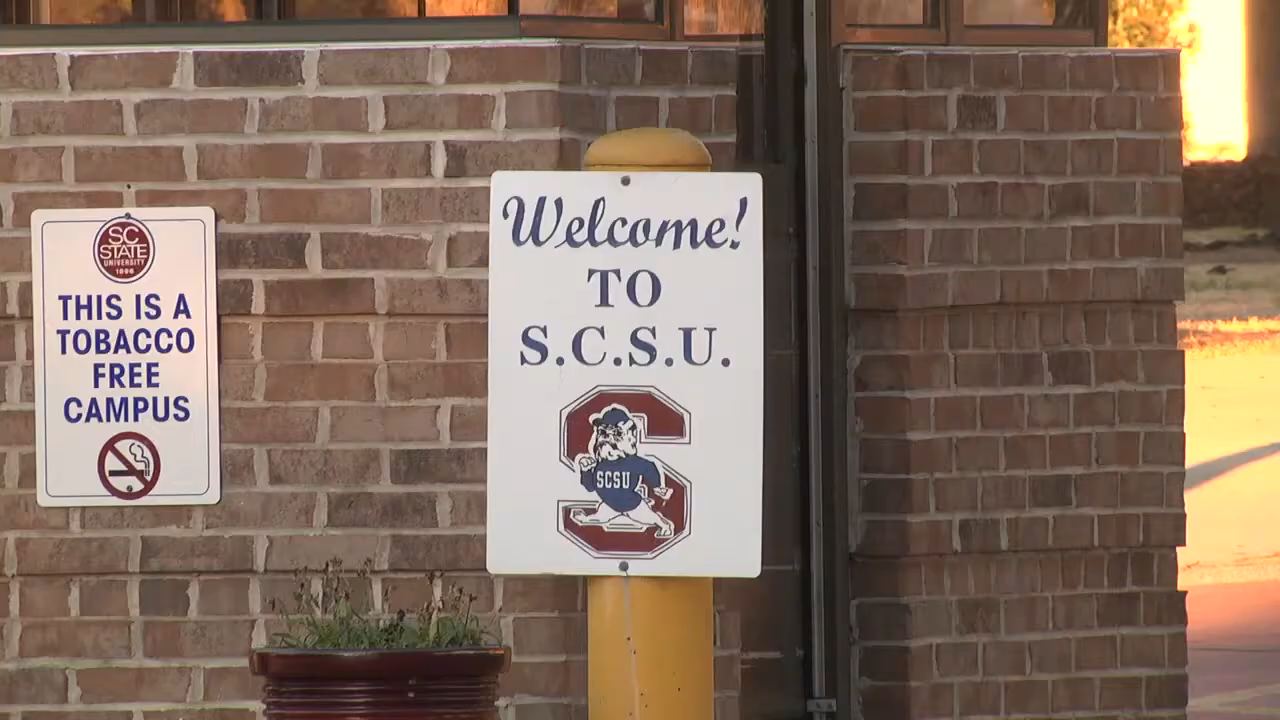 SC
STATE
UNIVERSITY
1896
THIS IS A
TOBACCO
FREE
CAMPUS
Welcome!
TO
S.C.S.U.
SCSU